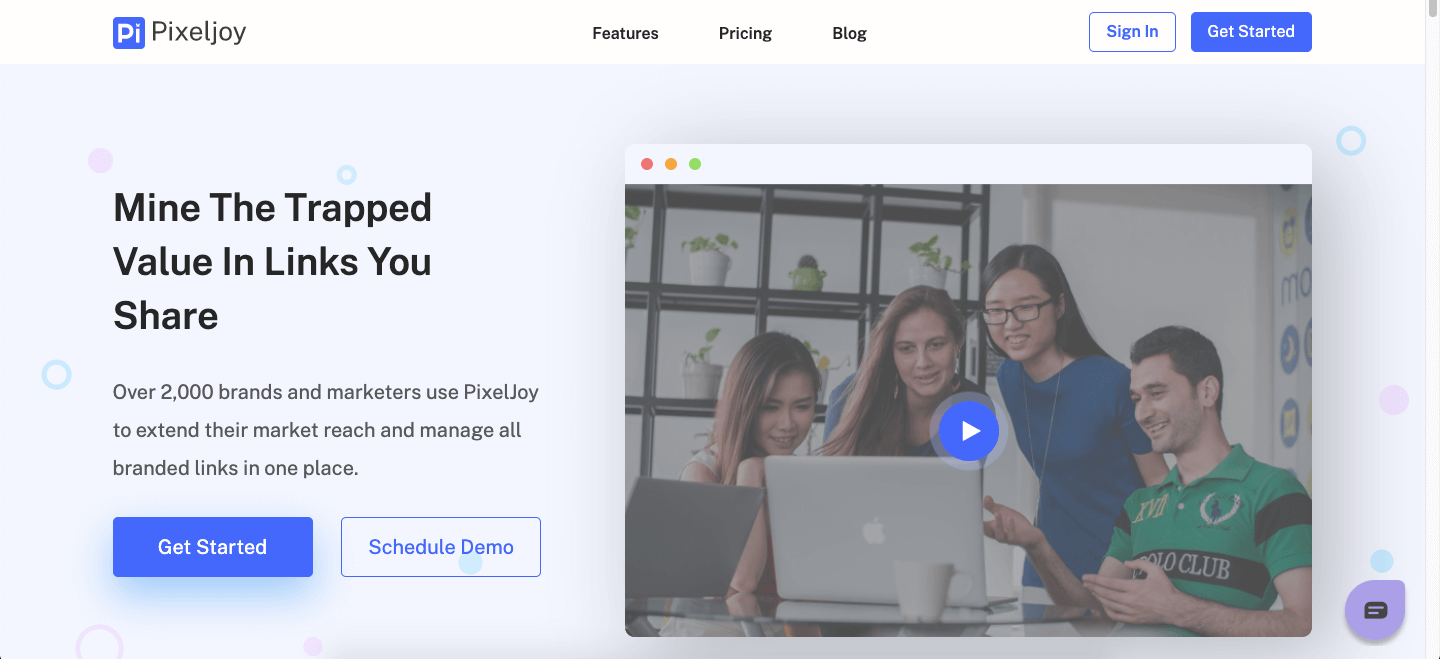 Pi Pixeljoy
Features
Pricing
Blog
Sign In
Get Started
Mine The Trapped
Value In Links You
Share
Over 2,000 brands and marketers use PixelJoy
to extend their market reach and manage all
branded links in one place.
Get Started
Schedule Demo
mo
XVII
POLO CLUB